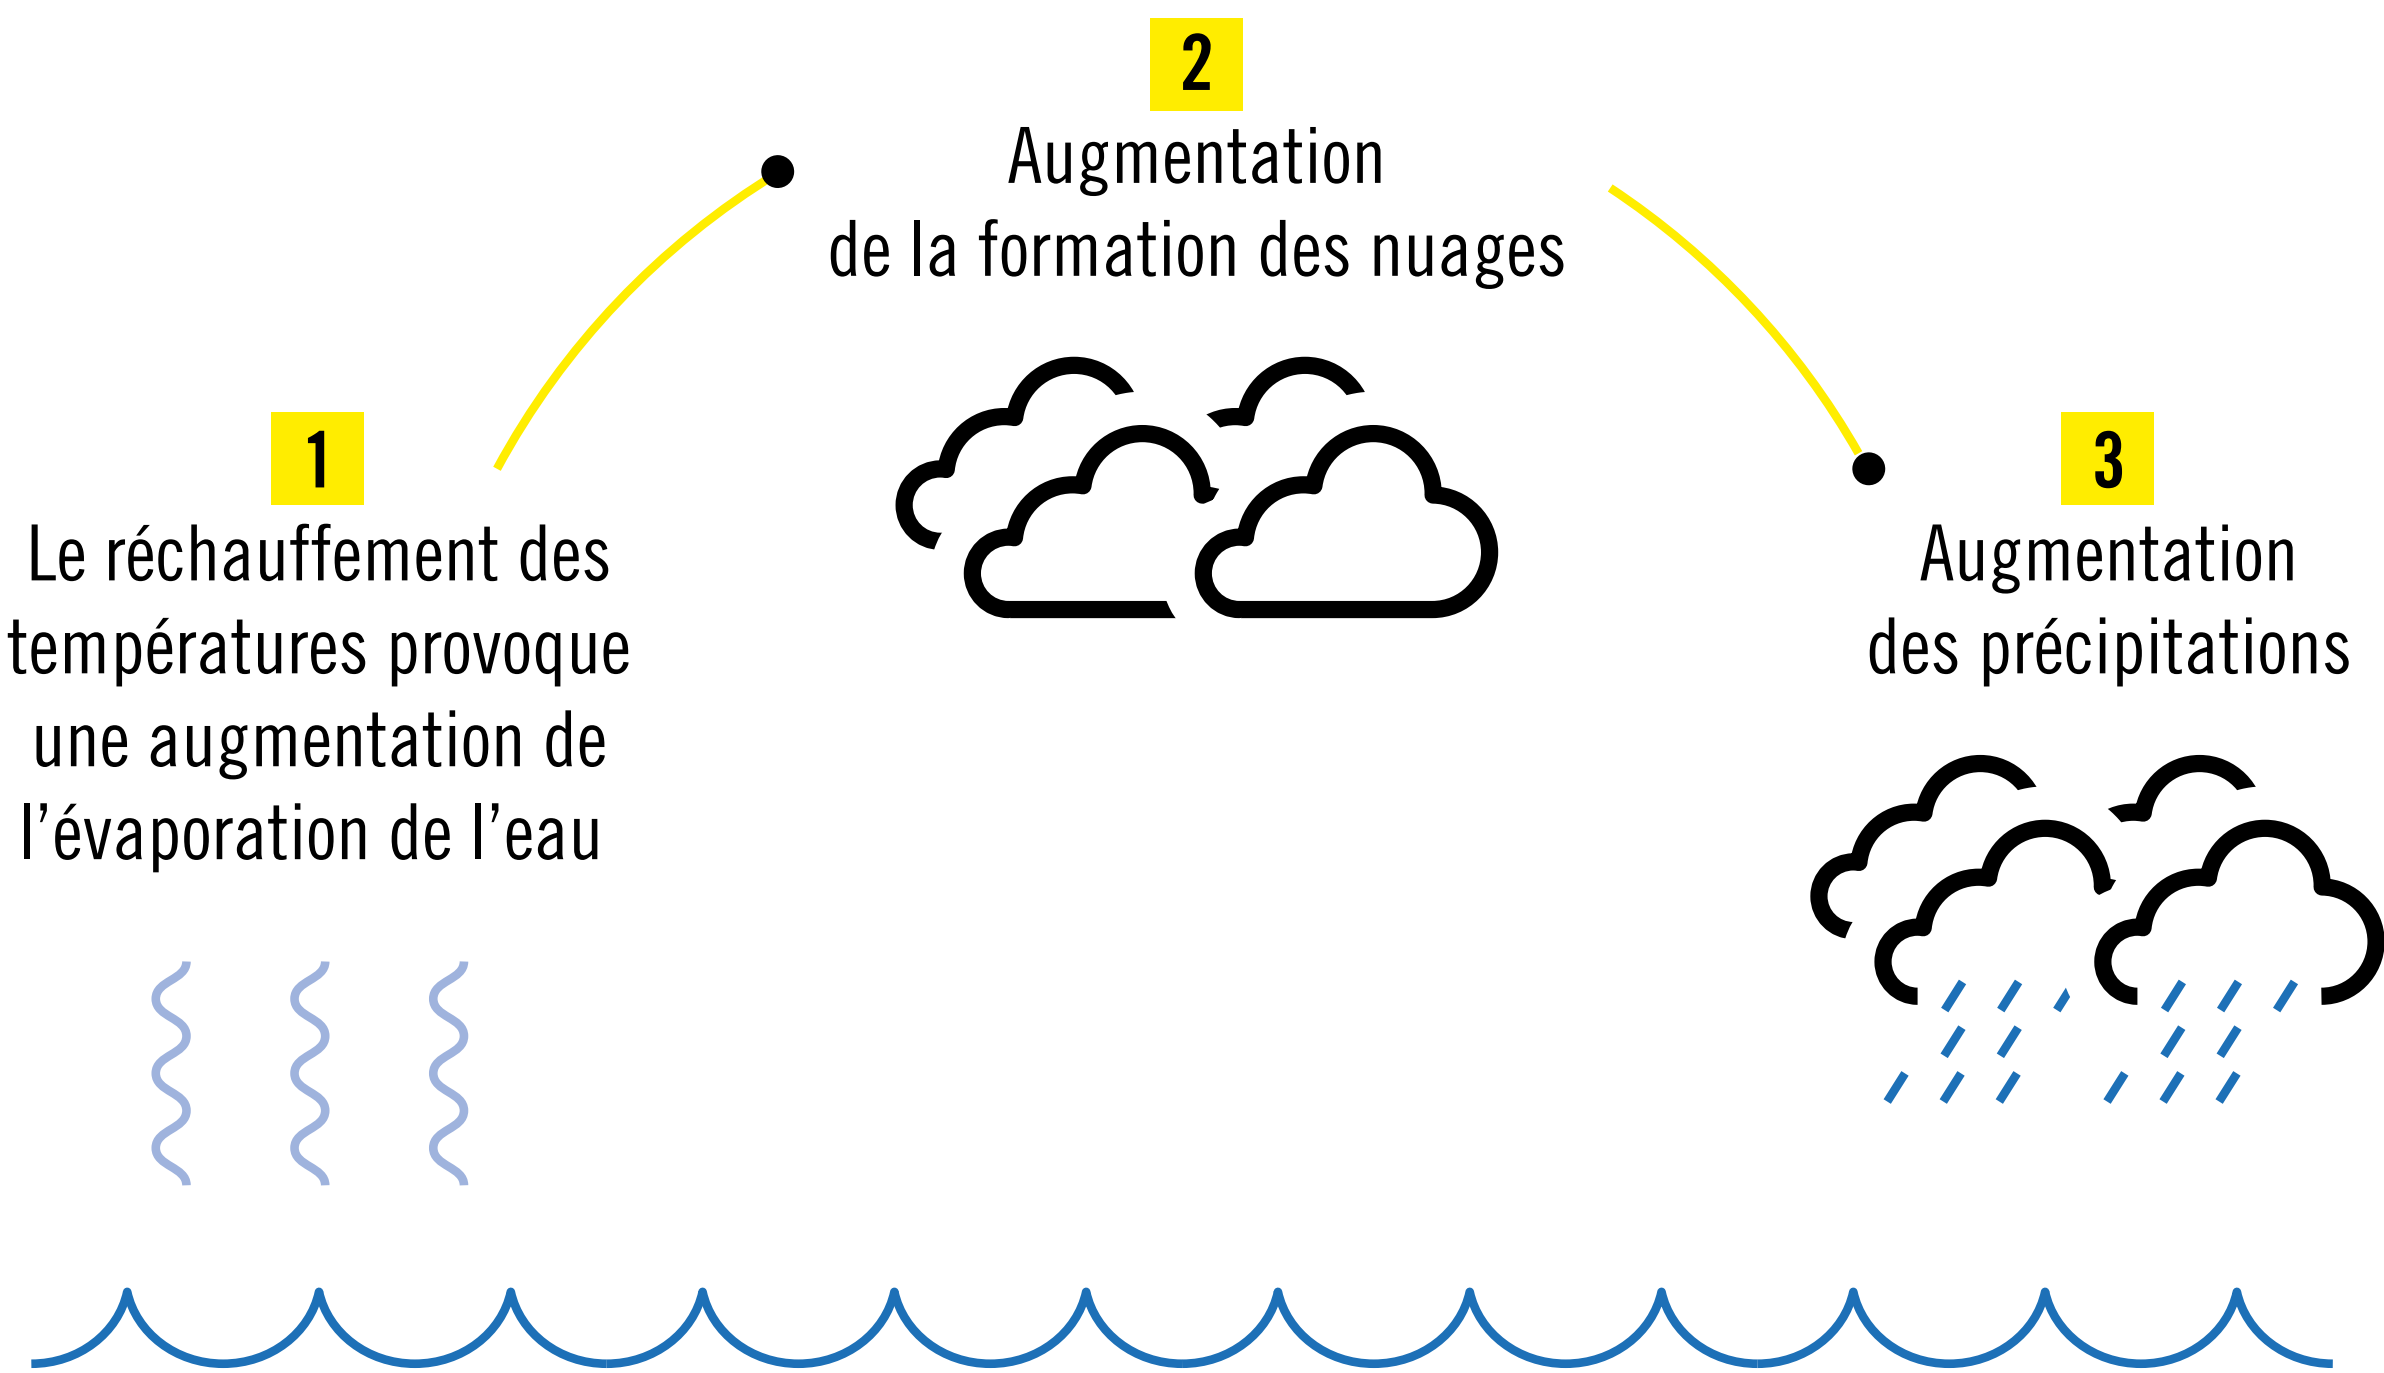 1
Le réchauffement des
températures provoque
une augmentation de
l’évaporation de l’eau
2
Augmentation
de la formation des nuages
3
Augmentation
des précipitations